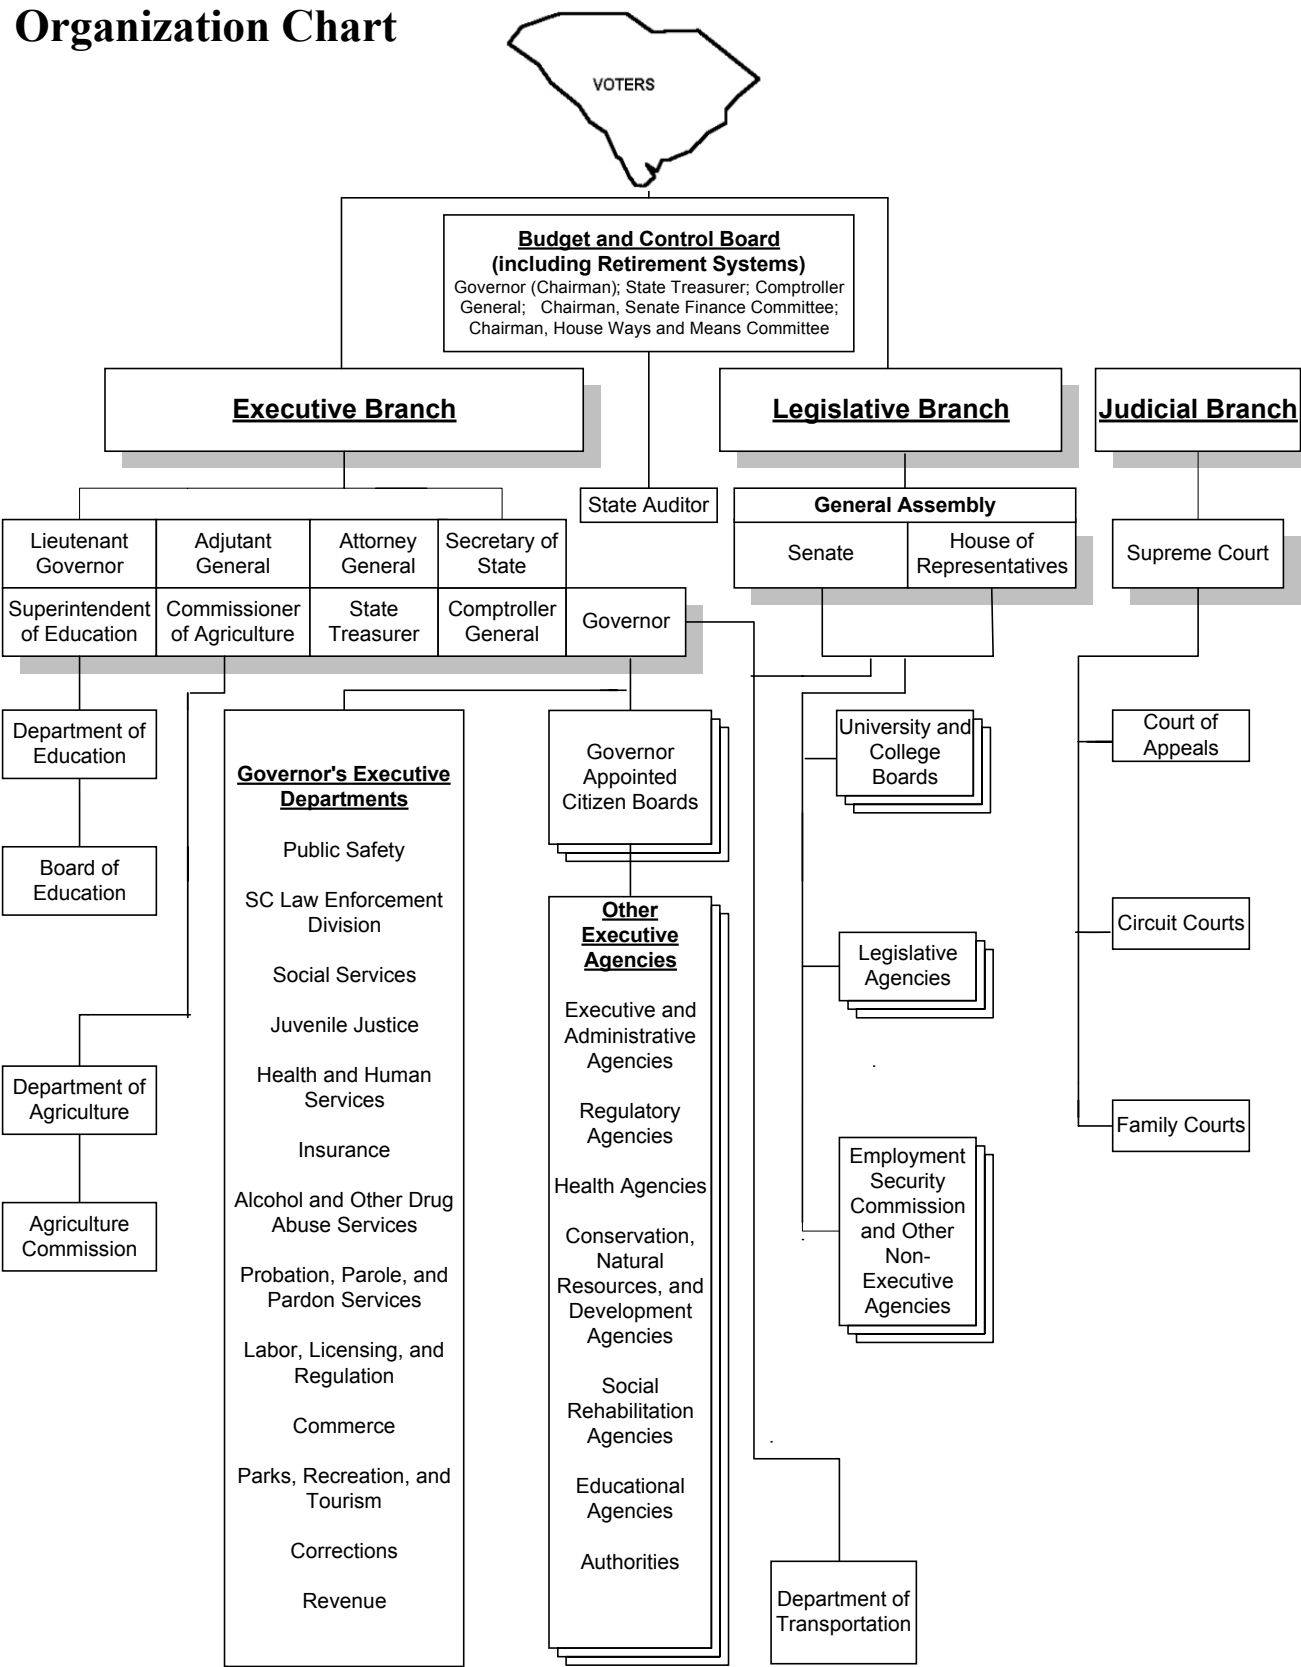 Organization Chart
VOTERS
Budget and Control Board
(including Retirement Systems)
Governor (Chairman); State Treasurer; Comptroller
General; Chairman, Senate Finance Committee;
Chairman, House Ways and Means Committee
Executive Branch
Legislative Branch
Judicial Branch
State Auditor
General Assembly
Lieutenant
Governor
Adjutant
General
Attorney
General
Secretary of
State
Senate
House of
Representatives
Supreme Court
Superintendent
of Education
Commissioner
of Agriculture
State
Treasurer
Comptroller
General
Governor
Department of
Education
Board of
Education
Department of
Agriculture
Agriculture
Commission
Governor's Executive
Departments
Public Safety
SC Law Enforcement
Division
Social Services
Juvenile Justice
Health and Human
Services
Insurance
Alcohol and Other Drug
Abuse Services
Probation, Parole, and
Pardon Services
Labor, Licensing, and
Regulation
Commerce
Parks, Recreation, and
Tourism
Corrections
Revenue
Governor
Appointed
Citizen Boards
Other
Executive
Agencies
Executive and
Administrative
Agencies
Regulatory
Agencies
Health Agencies
Conservation,
Natural
Resources, and
Development
Agencies
Social
Rehabilitation
Agencies
Educational
Agencies
Authorities
University and
College
Boards
Legislative
Agencies
Employment
Security
Commission
and Other
Non-
Executive
Agencies
Department of
Transportation
Court of
Appeals
Circuit Courts
Family Courts